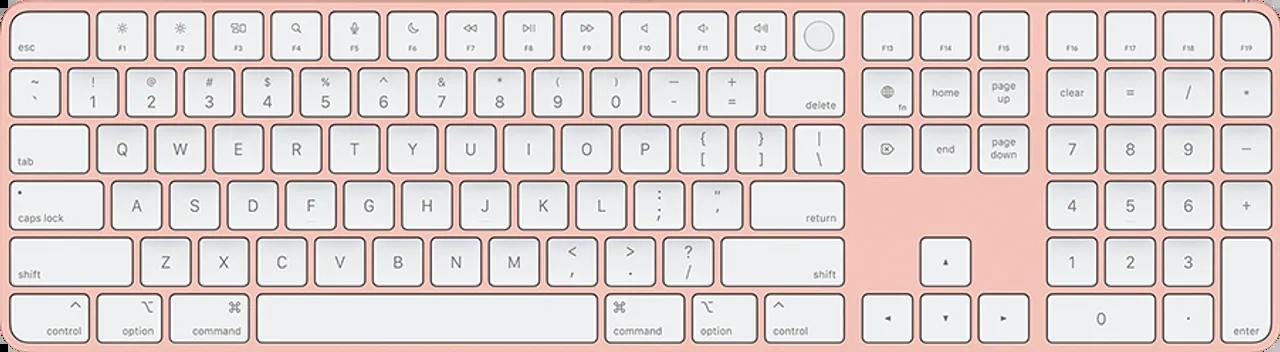 esc F1 F2 F3 F4 F5 F6 F7 F8 F9 F10 F11 F12 F13 F14 F15 F16 F17 F18 F19
~ ! @ # $ % ^ & * ( ) — +
` 1 2 3 4 5 6 7 8 9 0 - = delete fn home page up clear = / *
tab Q W E R T Y U I O P { [ } ] | \ end page down 7 8 9 —
caps lock A S D F G H J K L : ; " ' return 4 5 6 +
shift Z X C V B N M < , > . ? / shift 1 2 3
control option command command option control 0 . enter